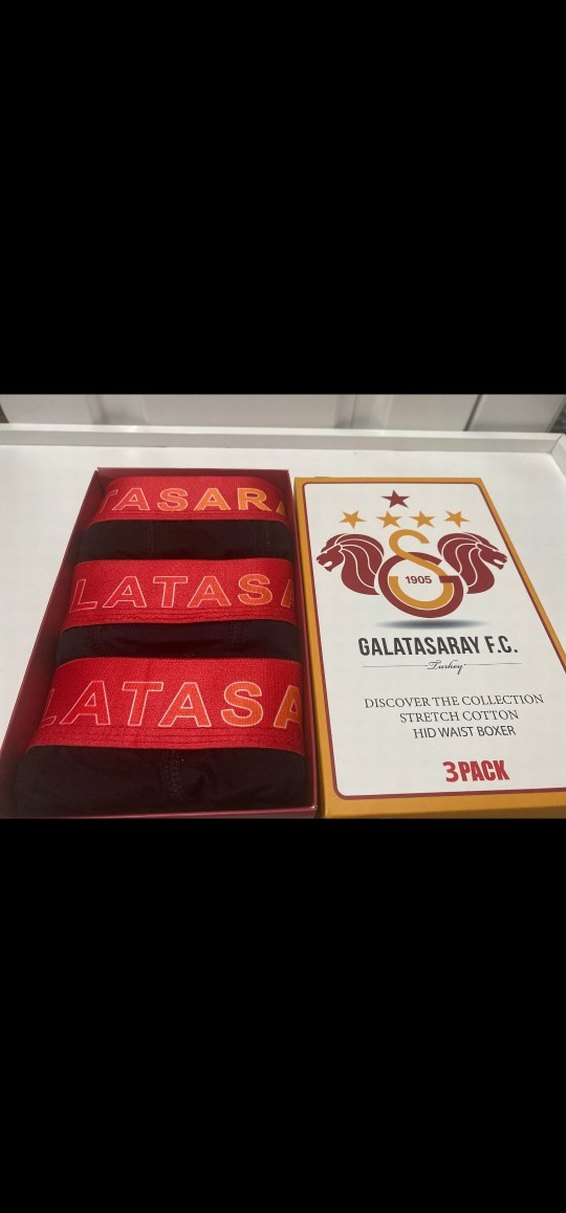 TASARA
LATASA
LATASA
1905
GALATASARAY F.C.
Turkey
DISCOVER THE COLLECTION
STRETCH COTTON
HID WAIST BOXER
3PACK